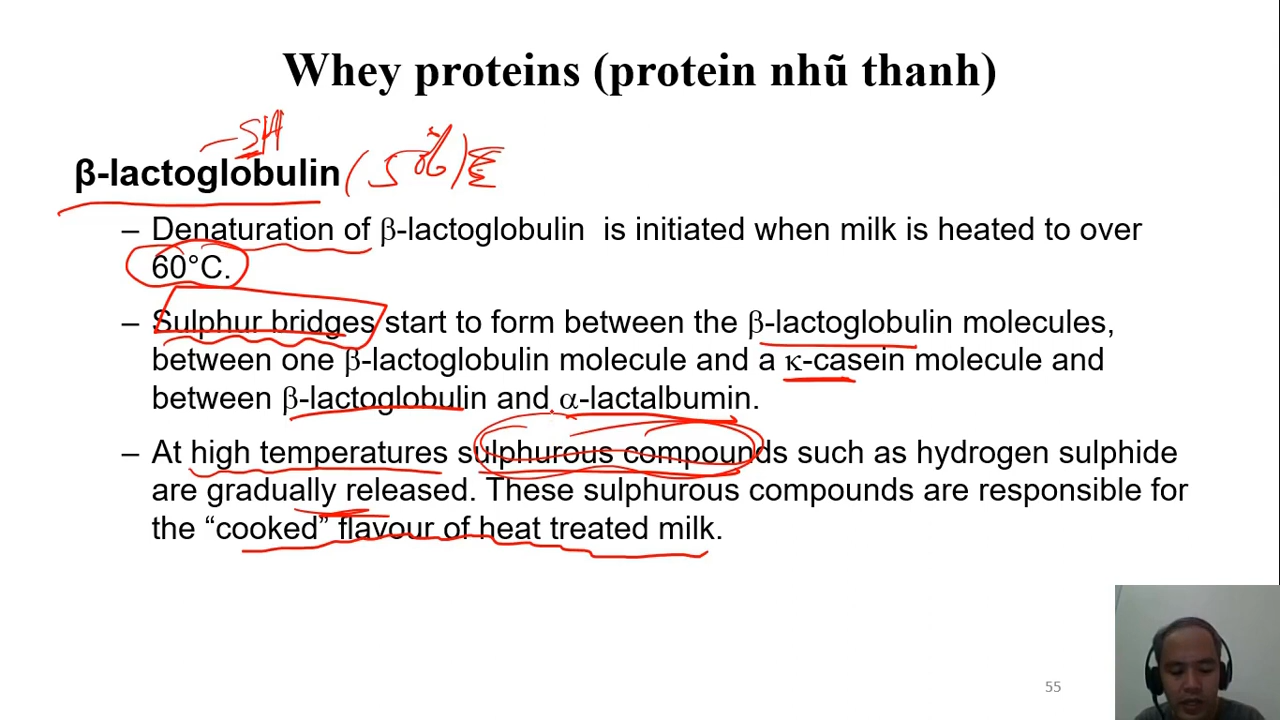 Whey proteins (protein nhũ thanh)
–SH
β-lactoglobulin (50%)
– Denaturation of β-lactoglobulin is initiated when milk is heated to over
60°C.
– Sulphur bridges start to form between the β-lactoglobulin molecules,
between one β-lactoglobulin molecule and a κ-casein molecule and
between β-lactoglobulin and α-lactalbumin.
– At high temperatures sulphurous compounds such as hydrogen sulphide
are gradually released. These sulphurous compounds are responsible for
the “cooked” flavour of heat treated milk.
55